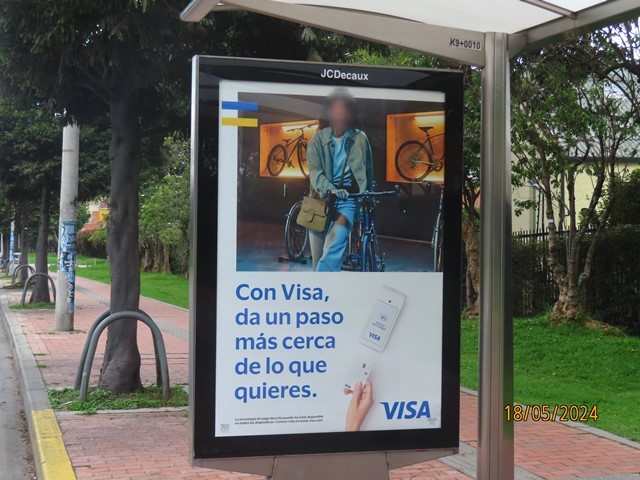 K9+0010
JCDecaux
Con Visa,
da un paso
más cerca
de lo que
quieres.
VISA
VISA
18/05/2024